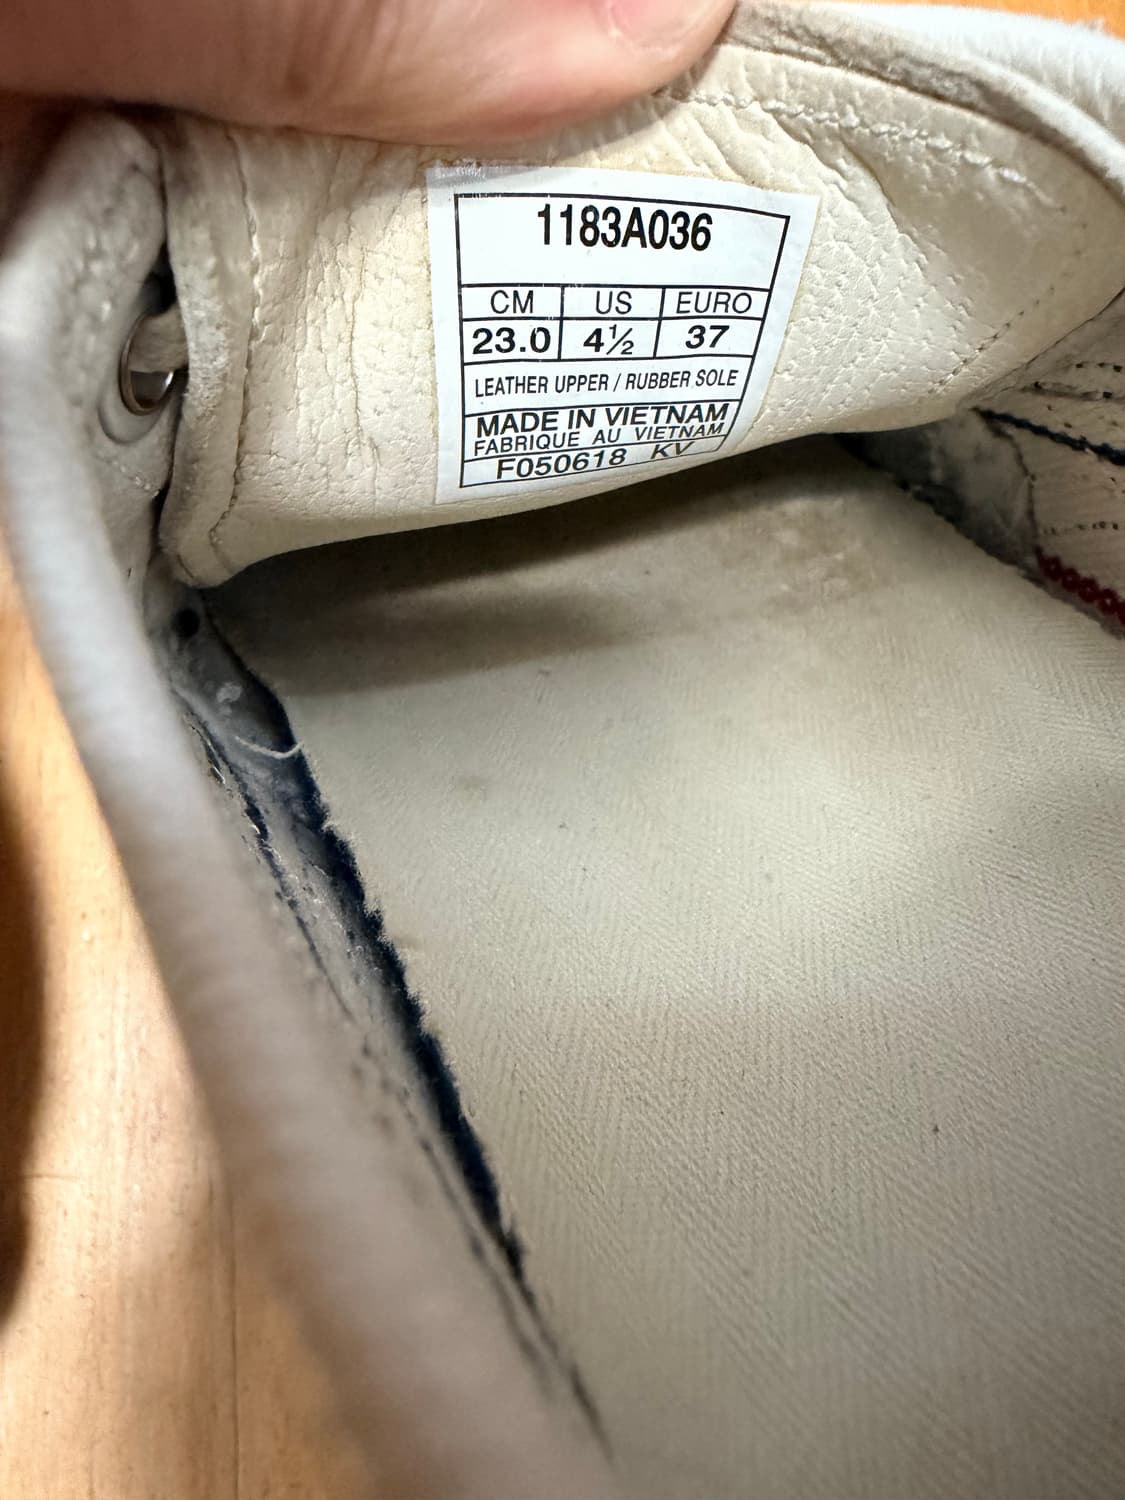 1183A036
CM US EURO
23.0 4½ 37
LEATHER UPPER / RUBBER SOLE
MADE IN VIETNAM
FABRIQUE AU VIETNAM
F050618 KV